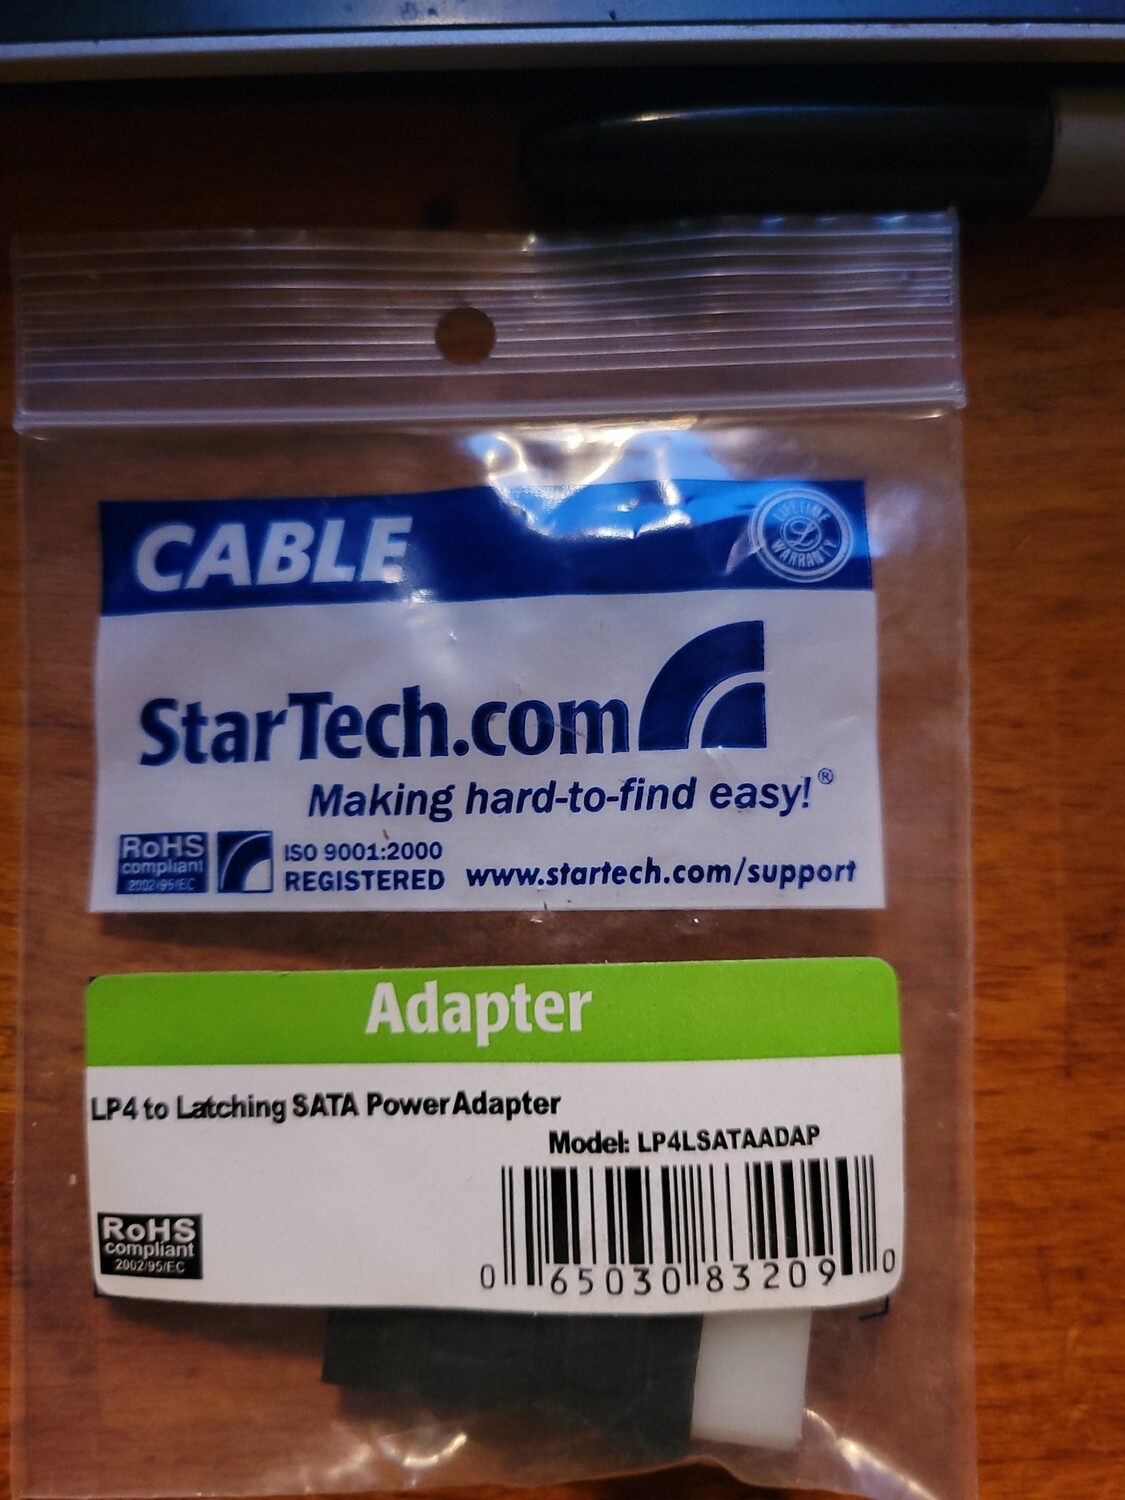 CABLE
LIFETIME
WARRANTY
StarTech.com
Making hard-to-find easy!®
RoHS
compliant
2002/95/EC
ISO 9001:2000
REGISTERED
www.startech.com/support
Adapter
LP4 to Latching SATA Power Adapter
Model: LP4LSATAADAP
RoHS
compliant
2002/95/EC
0 65030 83209 0